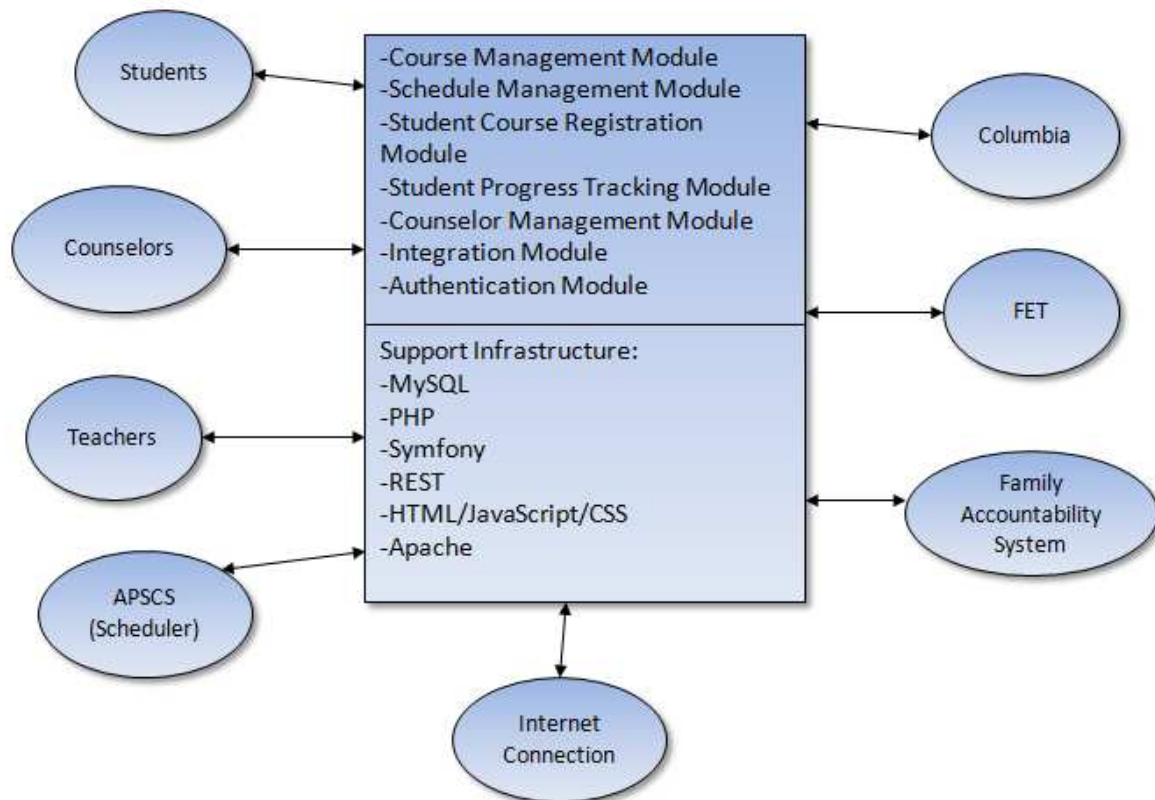 Students
Counselors
Teachers
APSCS
(Scheduler)
-Course Management Module
-Schedule Management Module
-Student Course Registration
Module
-Student Progress Tracking Module
-Counselor Management Module
-Integration Module
-Authentication Module
Support Infrastructure:
-MySQL
-PHP
-Symfony
-REST
-HTML/JavaScript/CSS
-Apache
Columbia
FET
Family
Accountability
System
Internet
Connection